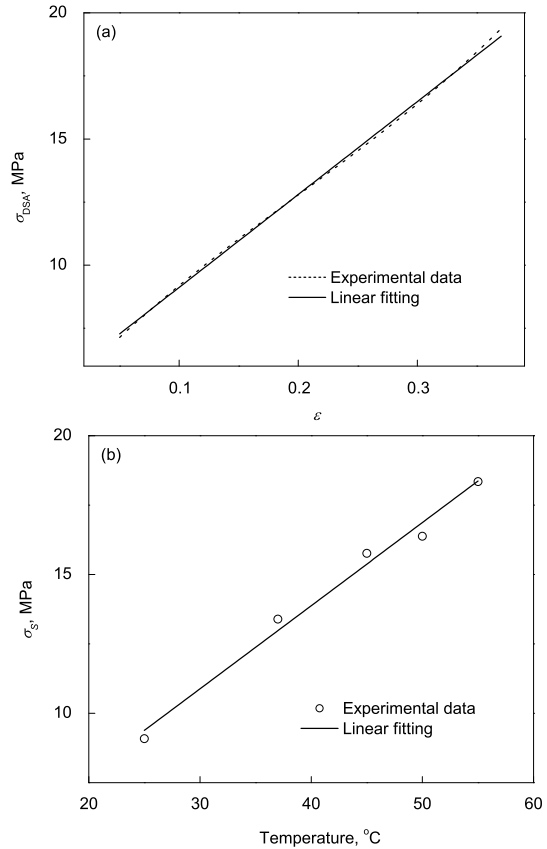 20
(a)
15
σDSA, MPa
10
Experimental data
Linear fitting
0.1 0.2 0.3
ε
20
(b)
15
σS, MPa
10
Experimental data
Linear fitting
20 30 40 50 60
Temperature, °C